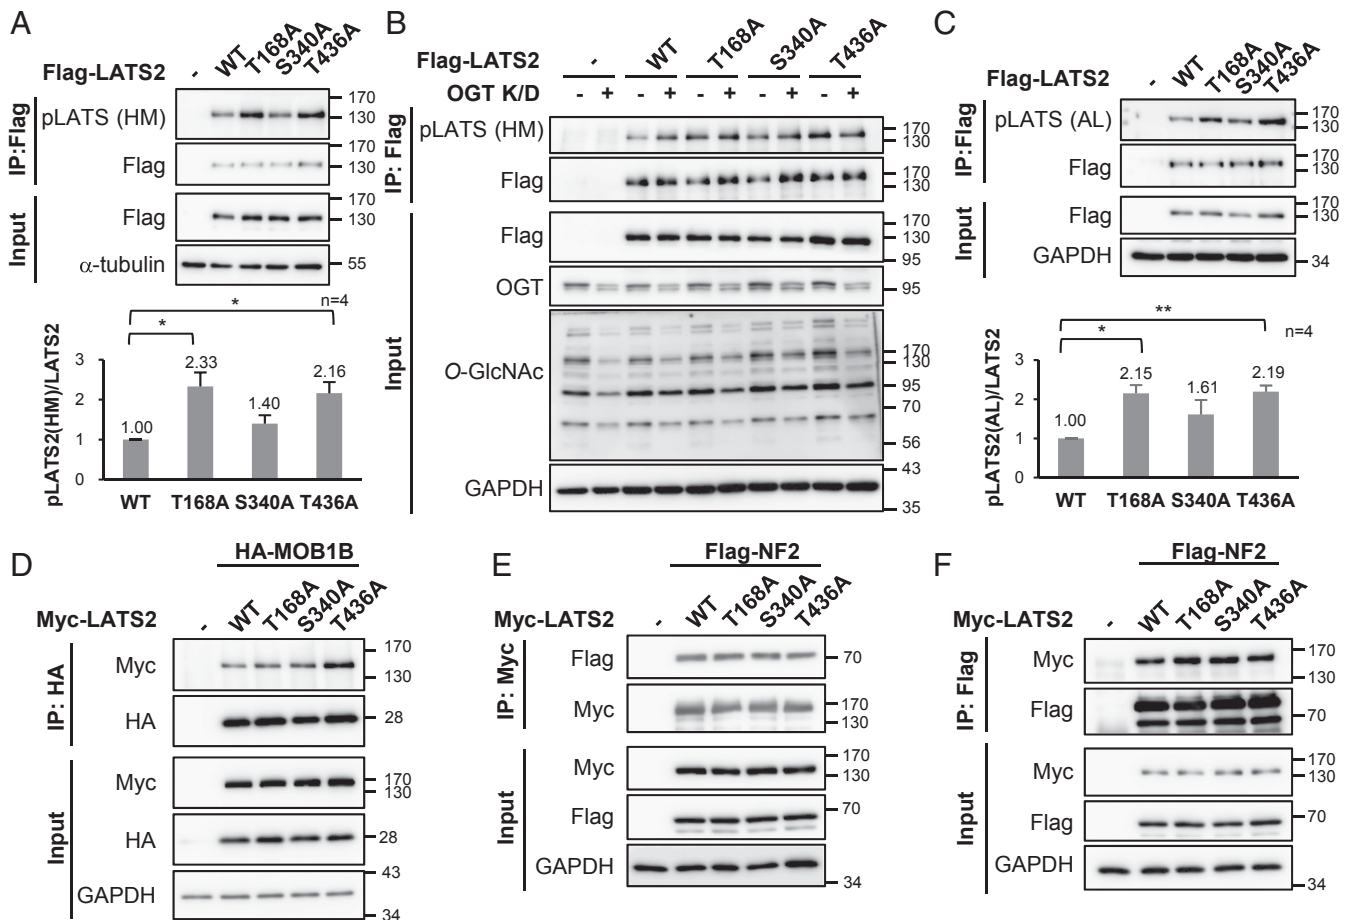 A
Flag-LATS2
- WT T168A S340A T436A
IP:Flag
pLATS (HM)
170
130
Flag
170
130
Input
Flag
170
130
α-tubulin
55
* n=4
*
pLATS2(HM)/LATS2
3
2
1
0
1.00 2.33 1.40 2.16
WT T168A S340A T436A
B
Flag-LATS2
- WT T168A S340A T436A
OGT K/D
- + - + - + - + - +
IP: Flag
pLATS (HM)
170
130
Flag
170
130
Input
Flag
170
130
95
OGT
95
O-GlcNAc
170
130
95
70
56
GAPDH
43
35
C
Flag-LATS2
- WT T168A S340A T436A
IP:Flag
pLATS (AL)
170
130
Flag
170
130
Input
Flag
170
130
GAPDH
34
**
* n=4
pLATS2(AL)/LATS2
3
2
1
0
1.00 2.15 1.61 2.19
WT T168A S340A T436A
D
HA-MOB1B
Myc-LATS2
- WT T168A S340A T436A
IP: HA
Myc
170
130
HA
28
Input
Myc
170
130
HA
28
GAPDH
43
34
E
Flag-NF2
Myc-LATS2
- WT T168A S340A T436A
IP: Myc
Flag
70
Myc
170
130
Input
Myc
170
130
Flag
70
GAPDH
34
F
Flag-NF2
Myc-LATS2
- WT T168A S340A T436A
IP: Flag
Myc
170
130
Flag
70
Input
Myc
170
130
Flag
70
GAPDH
34